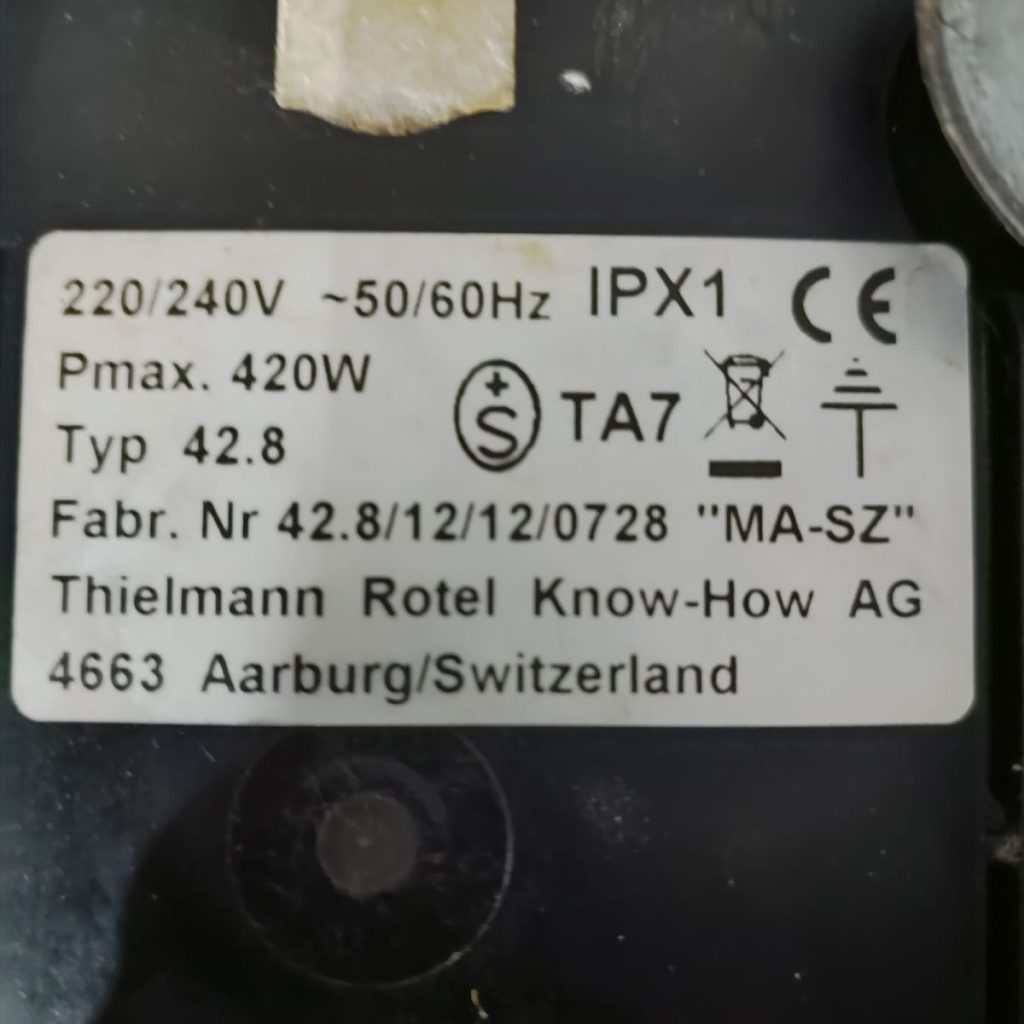 220/240V ~50/60Hz IPX1 CE
Pmax. 420W
+S TA7
Typ 42.8
Fabr. Nr 42.8/12/12/0728 "MA-SZ"
Thielmann Rotel Know-How AG
4663 Aarburg/Switzerland